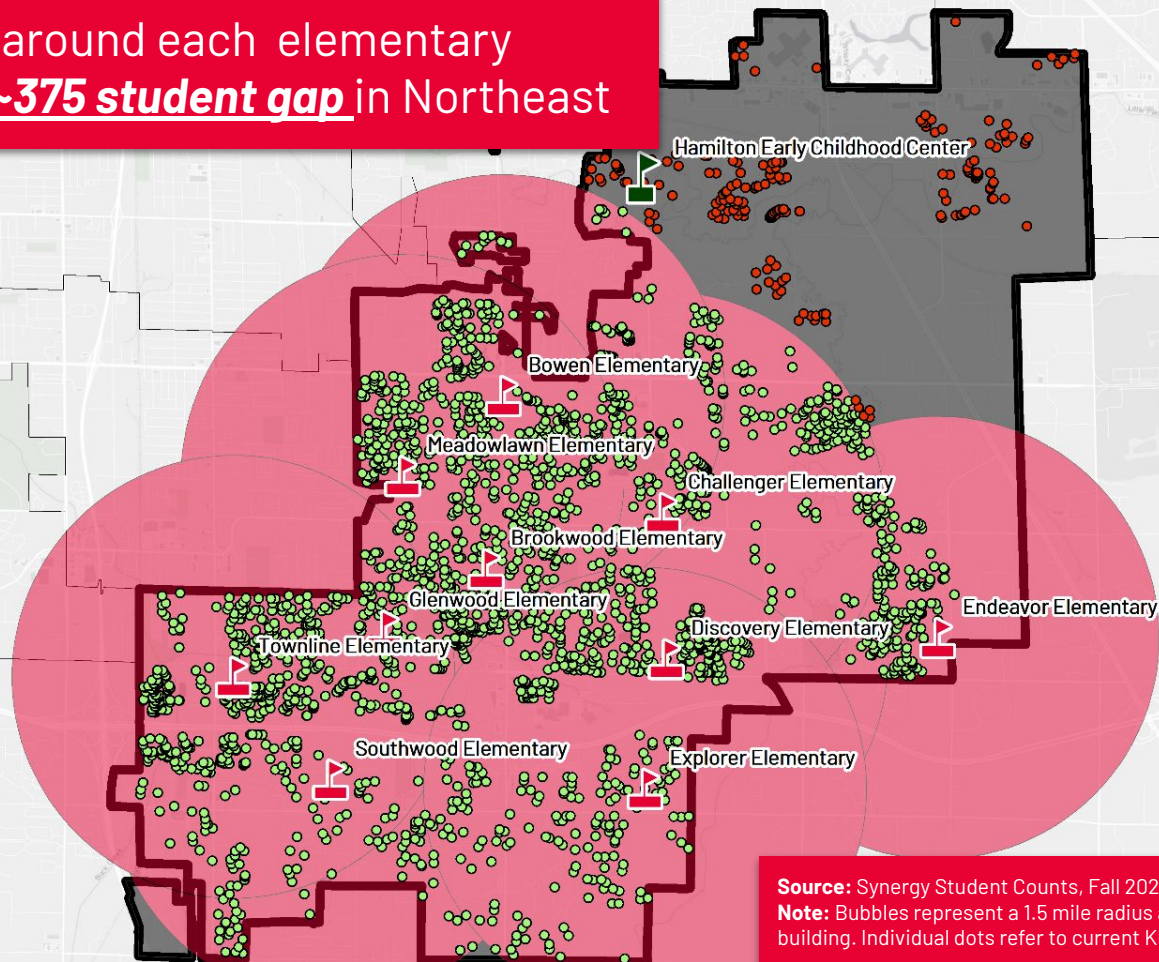 around each elementary
~375 student gap in Northeast
Hamilton Early Childhood Center
Bowen Elementary
Meadowlawn Elementary
Challenger Elementary
Brookwood Elementary
Glenwood Elementary
Endeavor Elementary
Discovery Elementary
Townline Elementary
Southwood Elementary
Explorer Elementary
Source: Synergy Student Counts, Fall 202
Note: Bubbles represent a 1.5 mile radius
building. Individual dots refer to current K